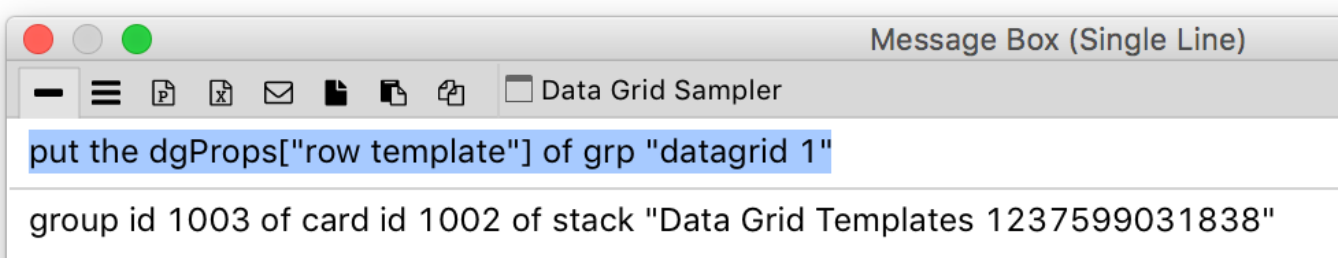 Message Box (Single Line)
Data Grid Sampler
put the dgProps["row template"] of grp "datagrid 1"
group id 1003 of card id 1002 of stack "Data Grid Templates 1237599031838"